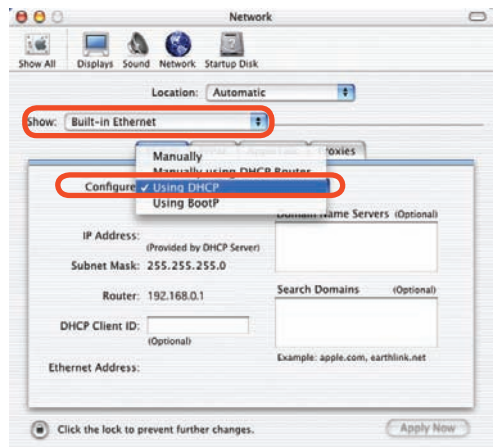 Network
Show All Displays Sound Network Startup Disk
Location: Automatic
Show: Built-in Ethernet
Proxies
Manually
Manually using DHCP Router
Configure ✓ Using DHCP
Using BootP
Domain Name Servers (Optional)
IP Address:
(Provided by DHCP Server)
Subnet Mask: 255.255.255.0
Router: 192.168.0.1
Search Domains (Optional)
DHCP Client ID:
(Optional)
Example: apple.com, earthlink.net
Ethernet Address:
Click the lock to prevent further changes.
Apply Now